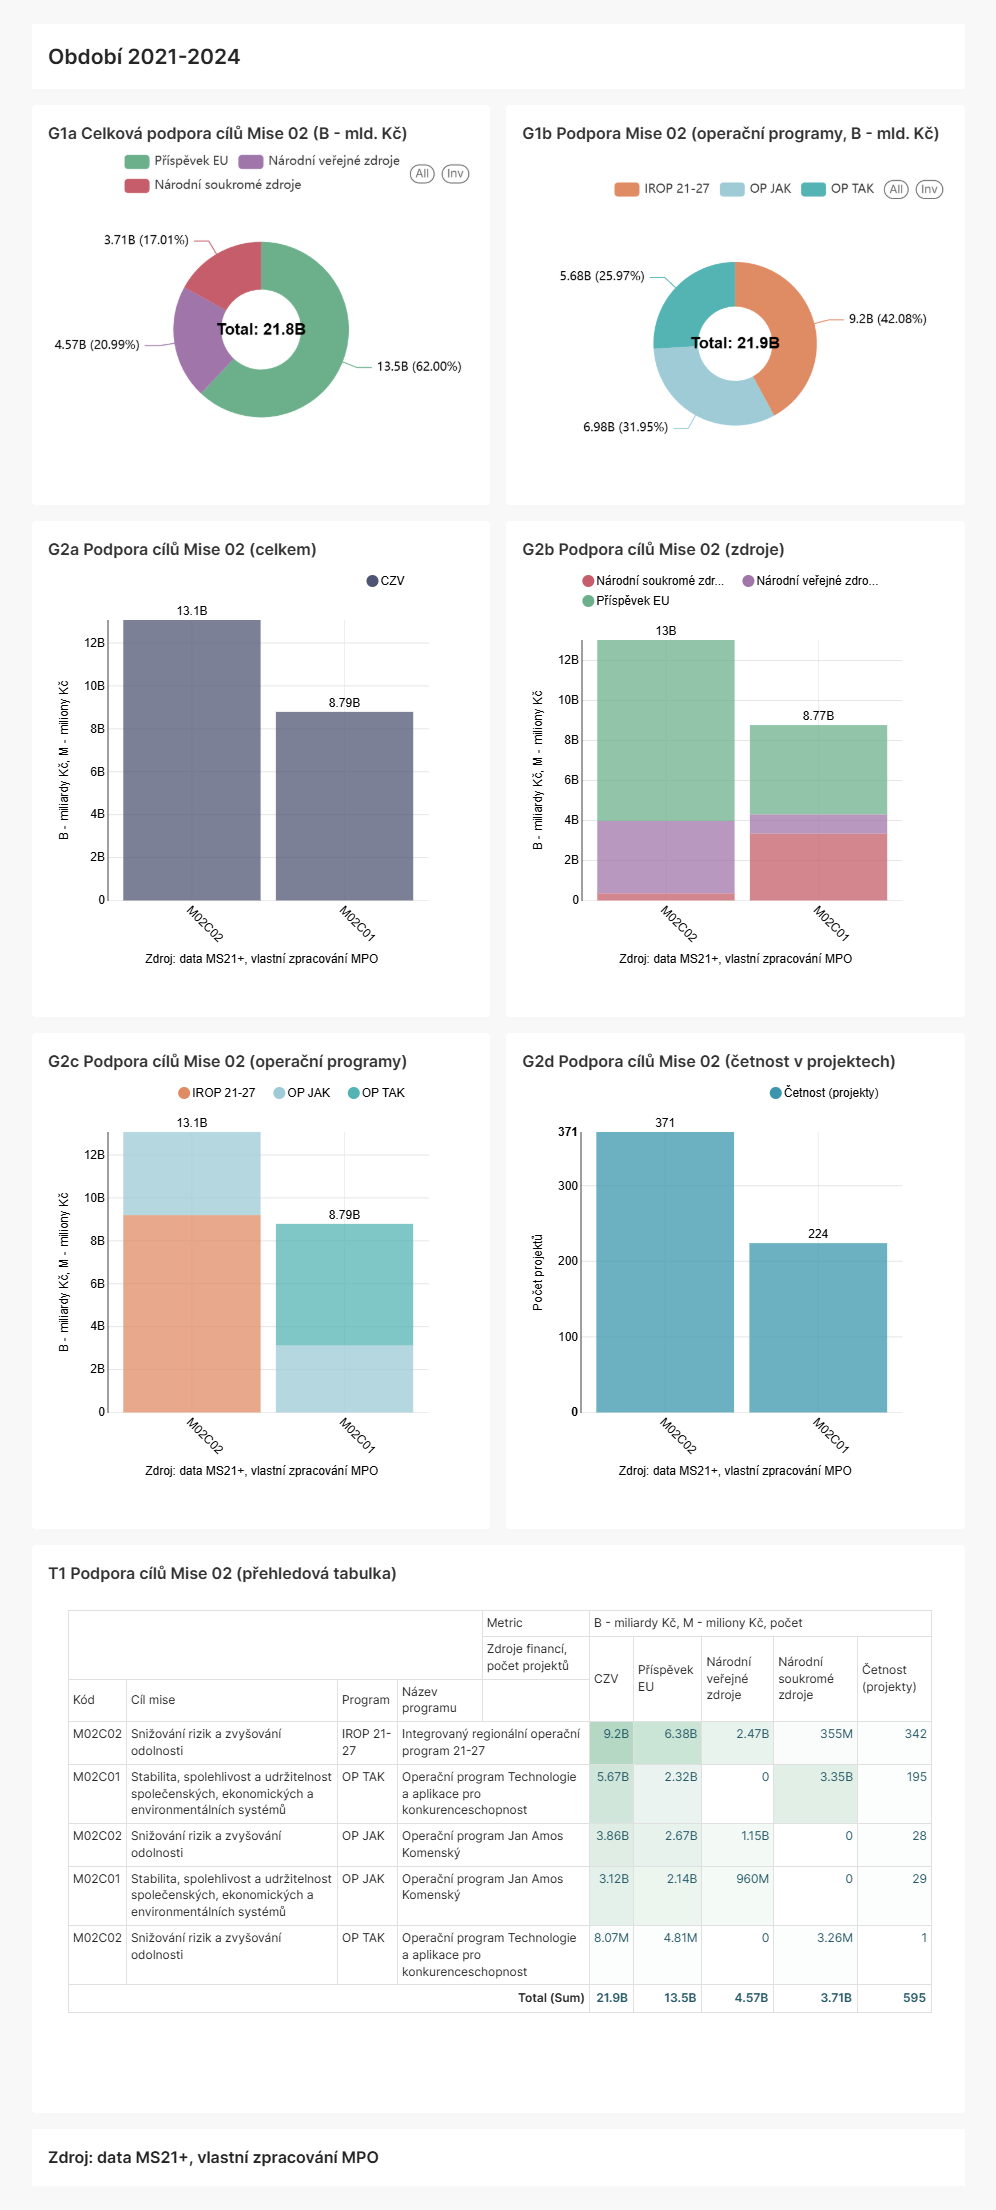 Období 2021-2024
G1a Celková podpora cílů Mise 02 (B - mld. Kč)
Příspěvek EU
Národní veřejné zdroje
Národní soukromé zdroje
All
Inv
3.71B (17.01%)
4.57B (20.99%)
Total: 21.8B
13.5B (62.00%)
G1b Podpora Mise 02 (operační programy, B - mld. Kč)
IROP 21-27
OP JAK
OP TAK
All
Inv
5.68B (25.97%)
9.2B (42.08%)
Total: 21.9B
6.98B (31.95%)
G2a Podpora cílů Mise 02 (celkem)
CZV
13.1B
8.79B
12B
10B
8B
6B
4B
2B
0
B - miliardy Kč, M - miliony Kč
M02C02
M02C01
Zdroj: data MS21+, vlastní zpracování MPO
G2b Podpora cílů Mise 02 (zdroje)
Národní soukromé zdr...
Národní veřejné zdro...
Příspěvek EU
13B
8.77B
12B
10B
8B
6B
4B
2B
0
B - miliardy Kč, M - miliony Kč
M02C02
M02C01
Zdroj: data MS21+, vlastní zpracování MPO
G2c Podpora cílů Mise 02 (operační programy)
IROP 21-27
OP JAK
OP TAK
13.1B
8.79B
12B
10B
8B
6B
4B
2B
0
B - miliardy Kč, M - miliony Kč
M02C02
M02C01
Zdroj: data MS21+, vlastní zpracování MPO
G2d Podpora cílů Mise 02 (četnost v projektech)
Četnost (projekty)
371
371
300
224
200
100
0
Počet projektů
M02C02
M02C01
Zdroj: data MS21+, vlastní zpracování MPO
T1 Podpora cílů Mise 02 (přehledová tabulka)
Metric
B - miliardy Kč, M - miliony Kč, počet
Zdroje financí,
počet projektů
CZV
Příspěvek
EU
Národní
veřejné
zdroje
Národní
soukromé
zdroje
Četnost
(projekty)
Kód
Cíl mise
Program
Název
programu
M02C02
Snižování rizik a zvyšování
odolnosti
IROP 21-
27
Integrovaný regionální operační
program 21-27
9.2B
6.38B
2.47B
355M
342
M02C01
Stabilita, spolehlivost a udržitelnost
společenských, ekonomických a
environmentálních systémů
OP TAK
Operační program Technologie
a aplikace pro
konkurenceschopnost
5.67B
2.32B
0
3.35B
195
M02C02
Snižování rizik a zvyšování
odolnosti
OP JAK
Operační program Jan Amos
Komenský
3.86B
2.67B
1.15B
0
28
M02C01
Stabilita, spolehlivost a udržitelnost
společenských, ekonomických a
environmentálních systémů
OP JAK
Operační program Jan Amos
Komenský
3.12B
2.14B
960M
0
29
M02C02
Snižování rizik a zvyšování
odolnosti
OP TAK
Operační program Technologie
a aplikace pro
konkurenceschopnost
8.07M
4.81M
0
3.26M
1
Total (Sum)
21.9B
13.5B
4.57B
3.71B
595
Zdroj: data MS21+, vlastní zpracování MPO